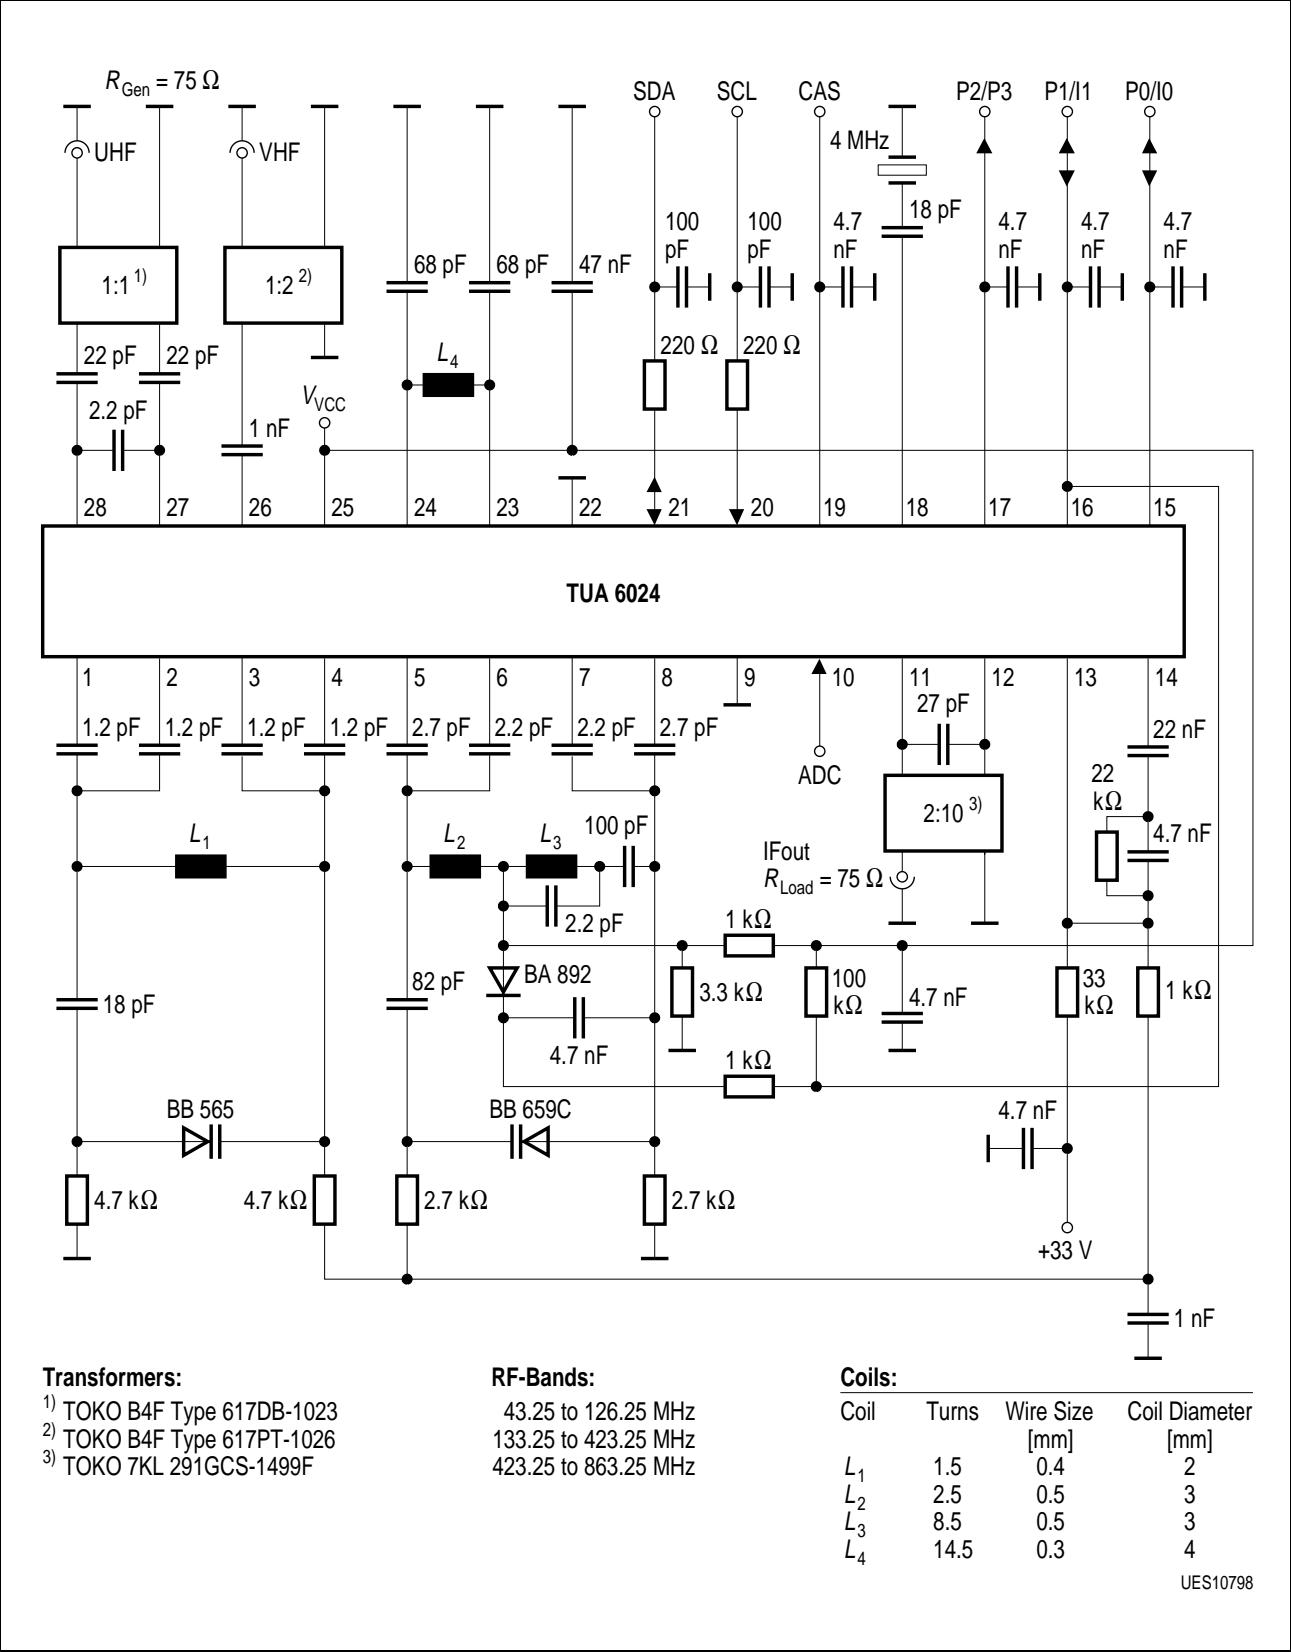 R_Gen = 75 Ω
SDA SCL CAS P2/P3 P1/I1 P0/I0
UHF VHF 4 MHz
18 pF
100 pF 100 pF 4.7 nF 4.7 nF 4.7 nF 4.7 nF
1:1 1) 1:2 2) 68 pF 68 pF 47 nF
22 pF 22 pF L4 220 Ω 220 Ω
2.2 pF 1 nF V_VCC
28 27 26 25 24 23 22 21 20 19 18 17 16 15
TUA 6024
1 2 3 4 5 6 7 8 9 10 11 12 13 14
1.2 pF 1.2 pF 1.2 pF 1.2 pF 2.7 pF 2.2 pF 2.2 pF 2.7 pF 27 pF 22 nF
ADC
22 kΩ
2:10 3)
L1 L2 L3 100 pF 4.7 nF
IFout
R_Load = 75 Ω
2.2 pF 1 kΩ
18 pF 82 pF BA 892 3.3 kΩ 100 kΩ 4.7 nF 33 kΩ 1 kΩ
4.7 nF 1 kΩ
BB 565 BB 659C 4.7 nF
4.7 kΩ 4.7 kΩ 2.7 kΩ 2.7 kΩ
+33 V
1 nF
Transformers:
1) TOKO B4F Type 617DB-1023
2) TOKO B4F Type 617PT-1026
3) TOKO 7KL 291GCS-1499F
RF-Bands:
43.25 to 126.25 MHz
133.25 to 423.25 MHz
423.25 to 863.25 MHz
Coils:
Coil Turns Wire Size [mm] Coil Diameter [mm]
L1 1.5 0.4 2
L2 2.5 0.5 3
L3 8.5 0.5 3
L4 14.5 0.3 4
UES10798